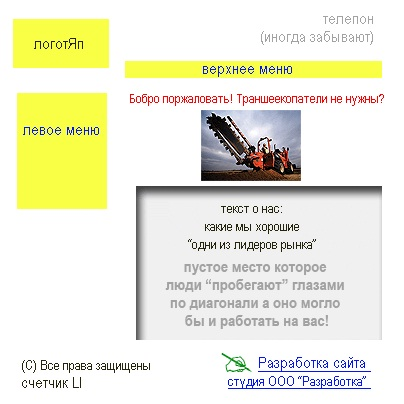 логотЯп
телепон
(иногда забывают)
верхнее меню
левое меню
Бобро поржаловать! Траншеекопатели не нужны?
текст о нас:
какие мы хорошие
“одни из лидеров рынка”
пустое место которое
люди “пробегают” глазами
по диагонали а оно могло
бы и работать на вас!
(C) Все права защищены
счетчик LI
Разработка сайта
студия ООО “Разработка”